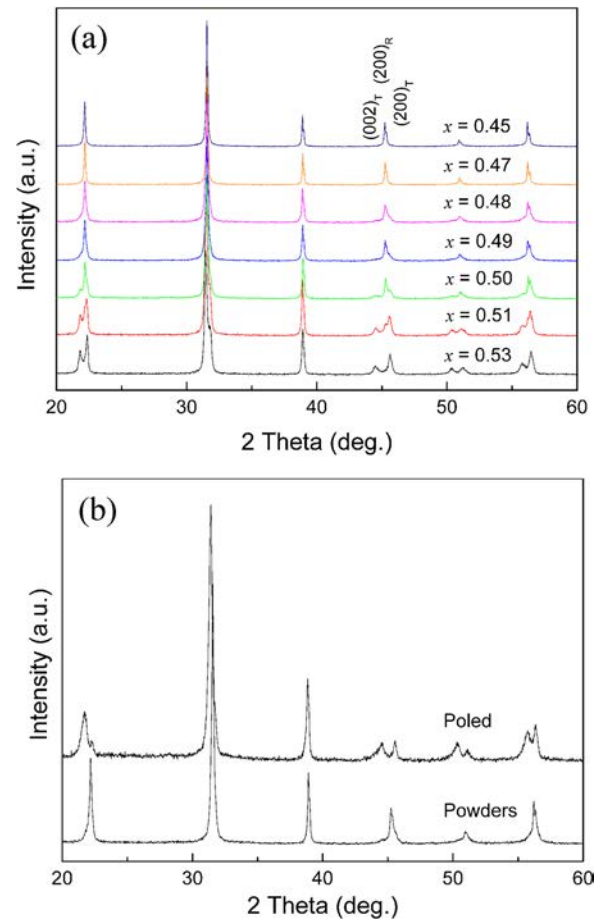 (a)
(002)T (200)R (200)T
x = 0.45
x = 0.47
x = 0.48
x = 0.49
x = 0.50
x = 0.51
x = 0.53
Intensity (a.u.)
20 30 40 50 60
2 Theta (deg.)
(b)
Intensity (a.u.)
Poled
Powders
20 30 40 50 60
2 Theta (deg.)